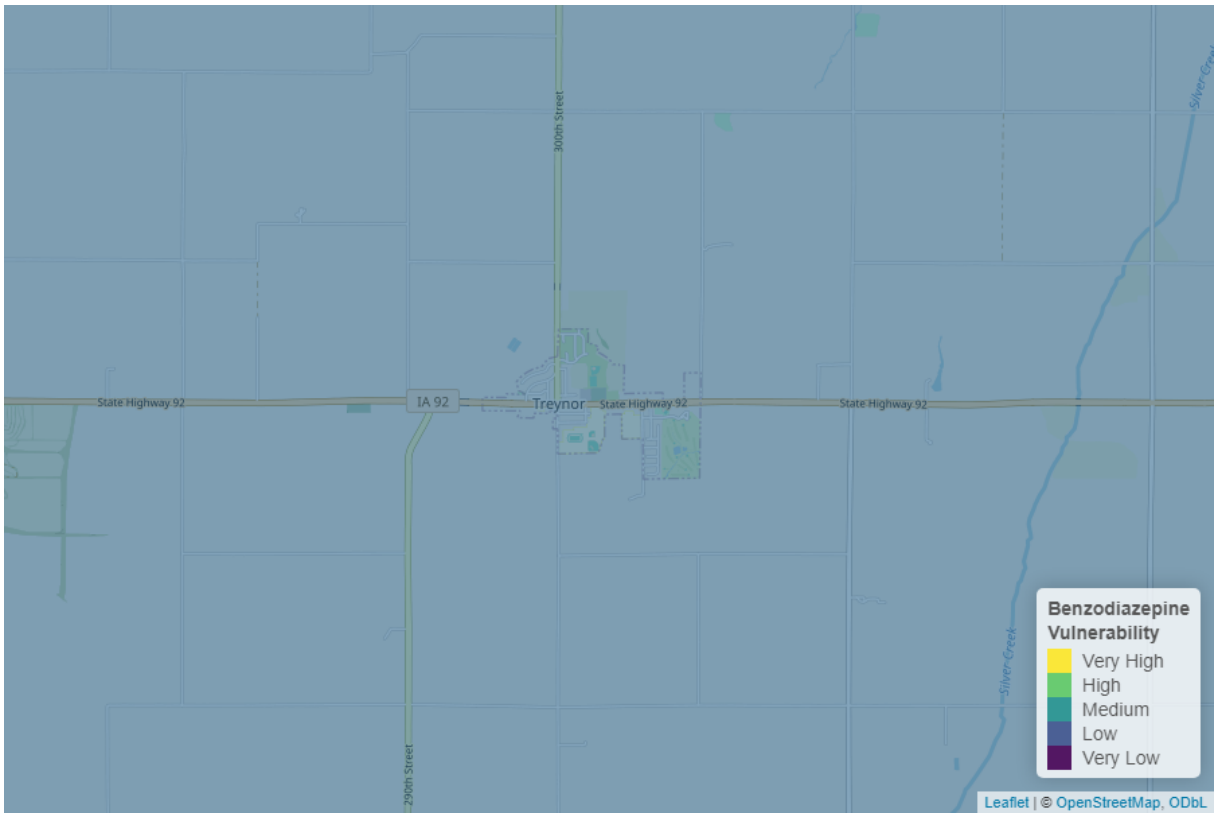 Silver Creek
300th Street
State Highway 92
IA 92
Treynor
State Highway 92
State Highway 92
Silver Creek
290th Street
Benzodiazepine
Vulnerability
Very High
High
Medium
Low
Very Low
Leaflet | © OpenStreetMap, ODbL